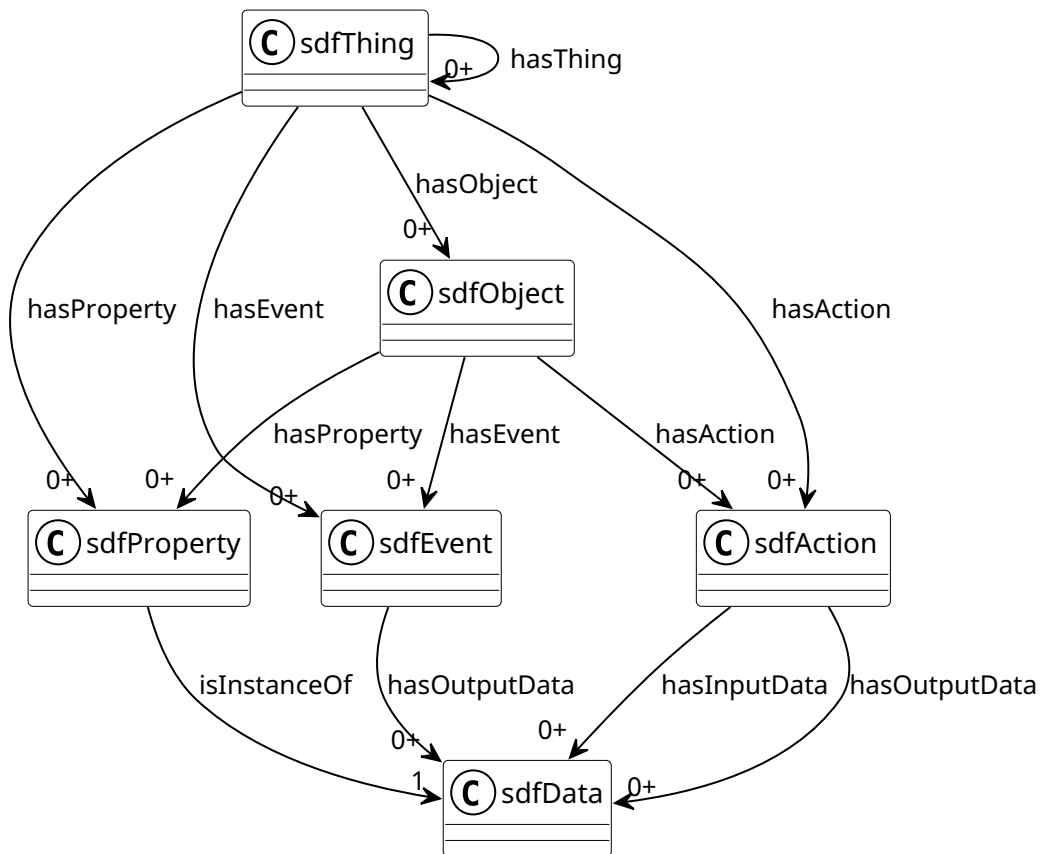 C sdfThing
0+
hasThing
hasObject
0+
C sdfObject
hasProperty
hasEvent
hasAction
hasProperty
hasEvent
hasAction
0+
0+
0+
0+
0+
0+
C sdfProperty
C sdfEvent
C sdfAction
isInstanceOf
hasOutputData
hasInputData
hasOutputData
0+
0+
1
0+
C sdfData